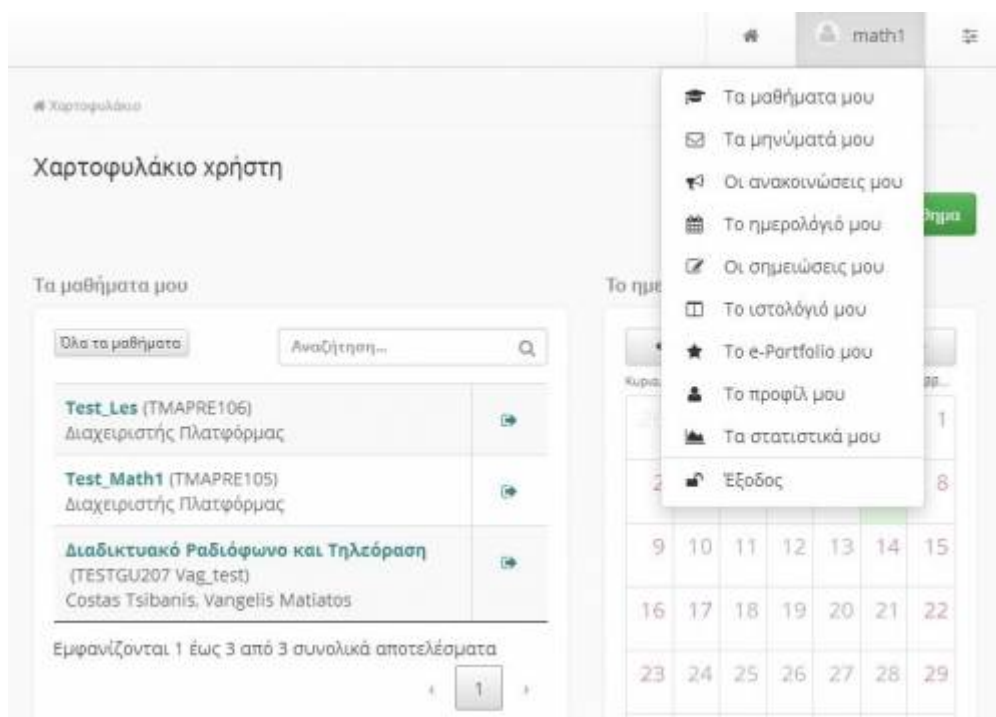 math1
Χαρτοφυλάκιο
Τα μαθήματα μου
Τα μηνύματά μου
Οι ανακοινώσεις μου
Το ημερολόγιό μου
Οι σημειώσεις μου
Το ιστολόγιό μου
Το e-Portfolio μου
Το προφίλ μου
Τα στατιστικά μου
Έξοδος
Χαρτοφυλάκιο χρήστη
Τα μαθήματα μου
Όλα τα μαθήματα
Αναζήτηση...
Test_Les (TMAPRE106)
Διαχειριστής Πλατφόρμας
Test_Math1 (TMAPRE105)
Διαχειριστής Πλατφόρμας
Διαδικτυακό Ραδιόφωνο και Τηλεόραση
(TESTGU207 Vag_test)
Costas Tsibanis, Vangelis Matiatos
Εμφανίζονται 1 έως 3 από 3 συνολικά αποτελέσματα
1
Το
1
2 8
9 10 11 12 13 14 15
16 17 18 19 20 21 22
23 24 25 26 27 28 29